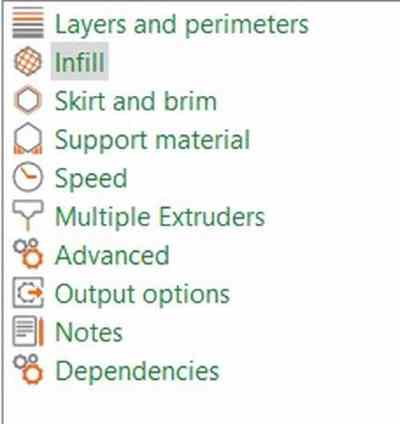 Layers and perimeters
Infill
Skirt and brim
Support material
Speed
Multiple Extruders
Advanced
Output options
Notes
Dependencies